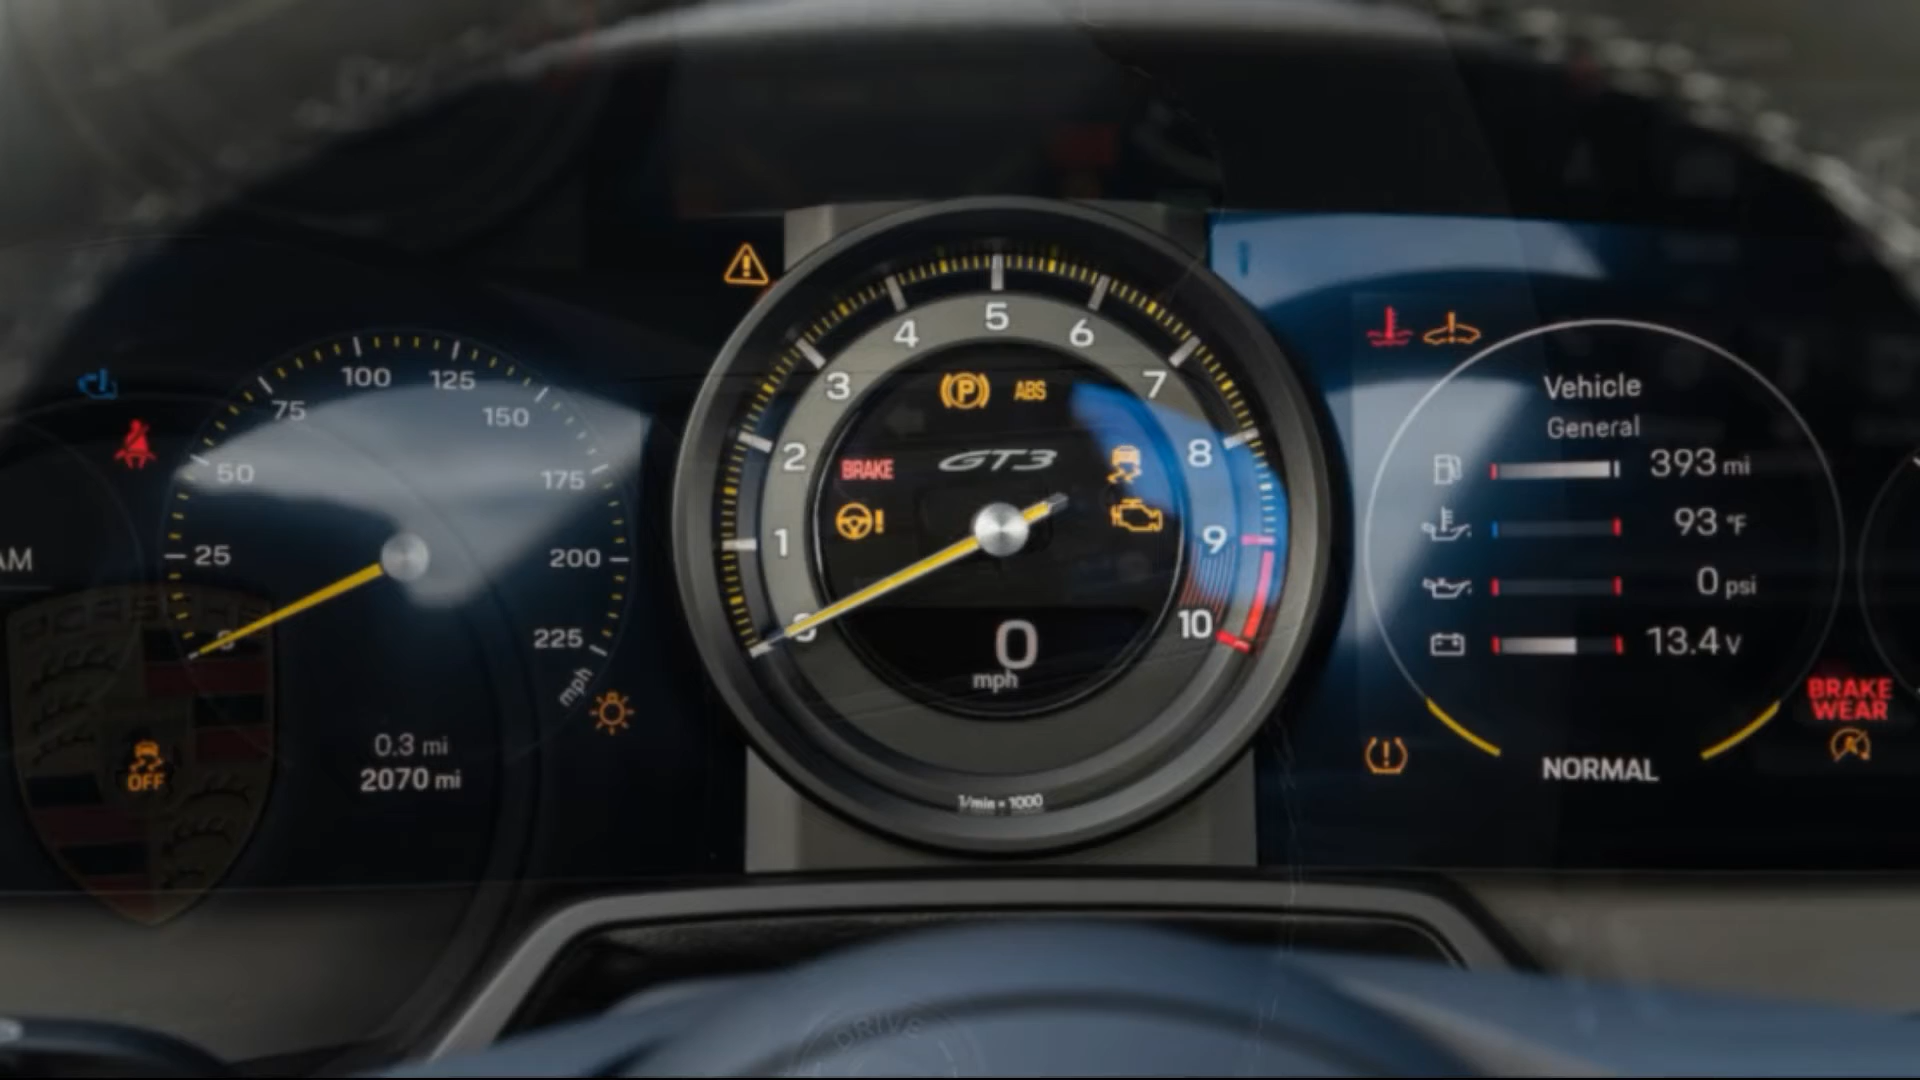 AM
PORSCHE
0
25
50
75
100
125
150
175
200
225
mph
OFF
0.3 mi
2070 mi
0
1
2
3
4
5
6
7
8
9
10
P ABS
BRAKE
GT3
0
mph
1/min = 1000
Vehicle
General
393 mi
93 °F
0 psi
13.4 V
NORMAL
BRAKE
WEAR
A
DRIVE